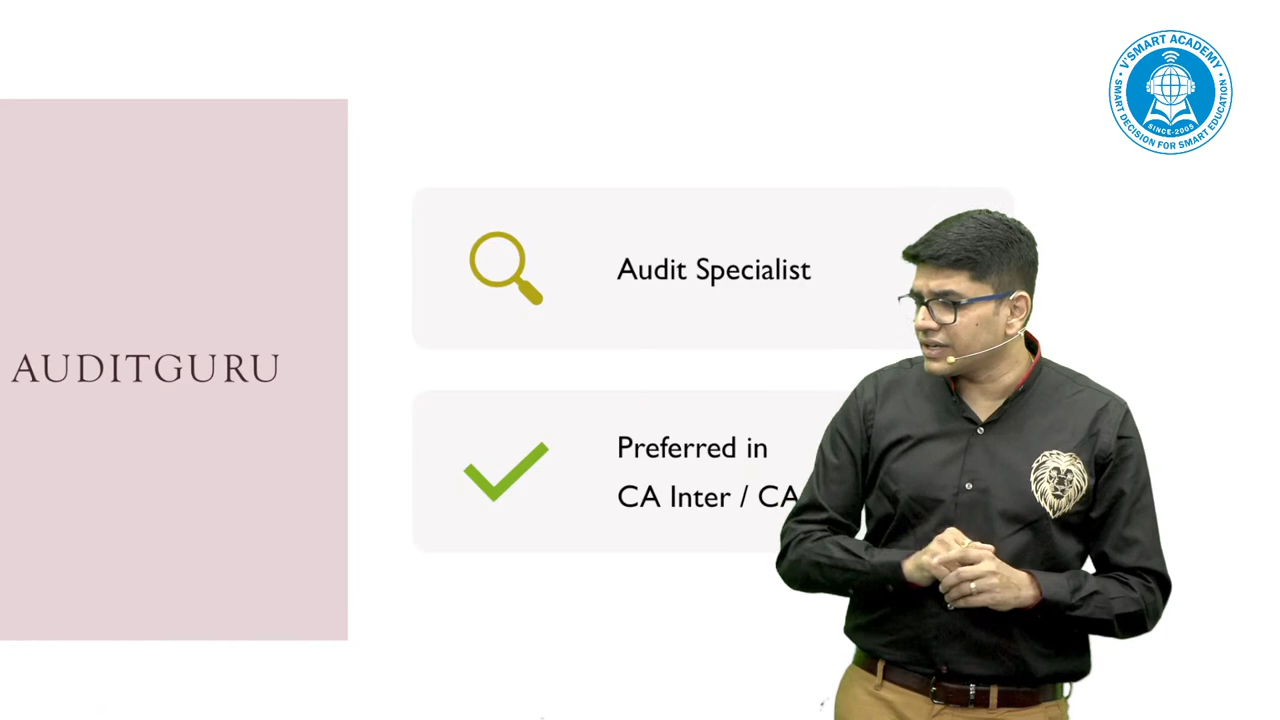 V'SMART ACADEMY
SMART DECISION FOR SMART EDUCATION
SINCE-2005
AUDITGURU
Audit Specialist
Preferred in
CA Inter / CA